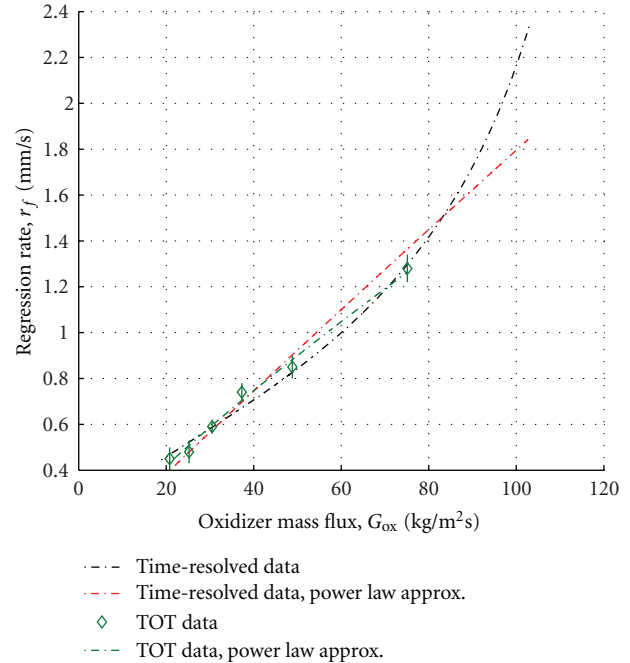 2.4
2.2
2
1.8
1.6
1.4
1.2
1
0.8
0.6
0.4
Regression rate, r_f (mm/s)
0 20 40 60 80 100 120
Oxidizer mass flux, G_ox (kg/m²s)
Time-resolved data
Time-resolved data, power law approx.
TOT data
TOT data, power law approx.